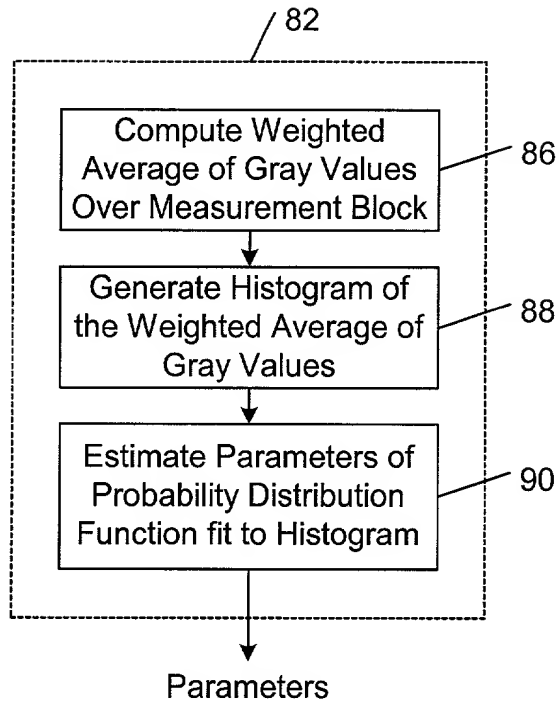 82
Compute Weighted
Average of Gray Values
Over Measurement Block
86
Generate Histogram of
the Weighted Average of
Gray Values
88
Estimate Parameters of
Probability Distribution
Function fit to Histogram
90
Parameters